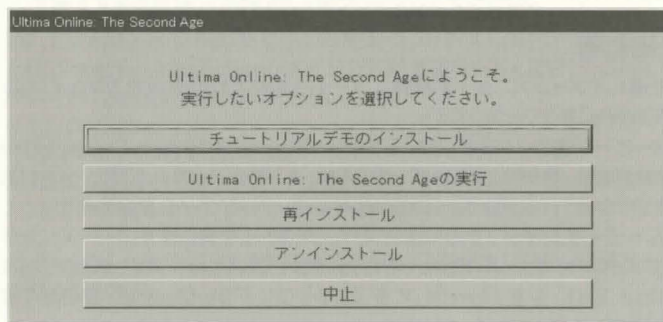 Ultima Online: The Second Age
Ultima Online: The Second Ageにようこそ。
実行したいオプションを選択してください。
チュートリアルデモのインストール
Ultima Online: The Second Ageの実行
再インストール
アンインストール
中止